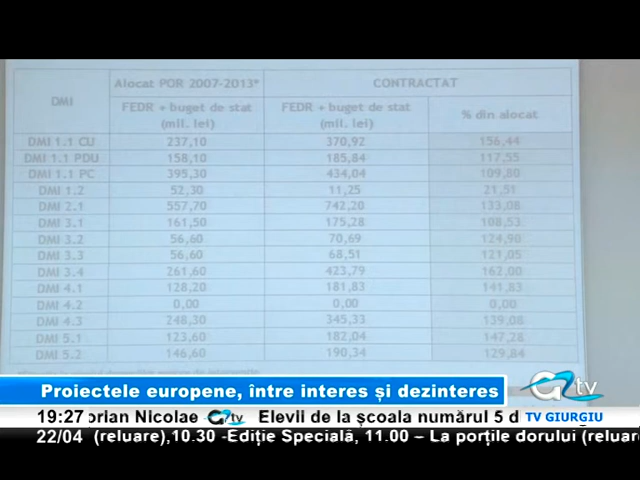 DMI Alocat POR 2007-2013* CONTRACTAT
FEDR + buget de stat (mil. lei) FEDR + buget de stat (mil. lei) % din alocat
DMI 1.1 CU 237,10 370,92 156,44
DMI 1.1 PDU 158,10 185,84 117,55
DMI 1.1 PC 395,30 434,04 109,80
DMI 1.2 52,30 11,25 21,51
DMI 2.1 557,70 742,20 133,08
DMI 3.1 161,50 175,28 108,53
DMI 3.2 56,60 70,69 124,90
DMI 3.3 56,60 68,51 121,05
DMI 3.4 261,60 423,79 162,00
DMI 4.1 128,20 181,83 141,83
DMI 4.2 0,00 0,00 0,00
DMI 4.3 248,30 345,33 139,08
DMI 5.1 123,60 182,04 147,28
DMI 5.2 146,60 190,34 129,84
Proiectele europene, între interes și dezinteres
tv
19:27 orian Nicolae tv Elevii de la școala numărul 5 d TV GIURGIU
22/04 (reluare),10.30 -Ediție Specială, 11.00 – La porțile dorului (reluar